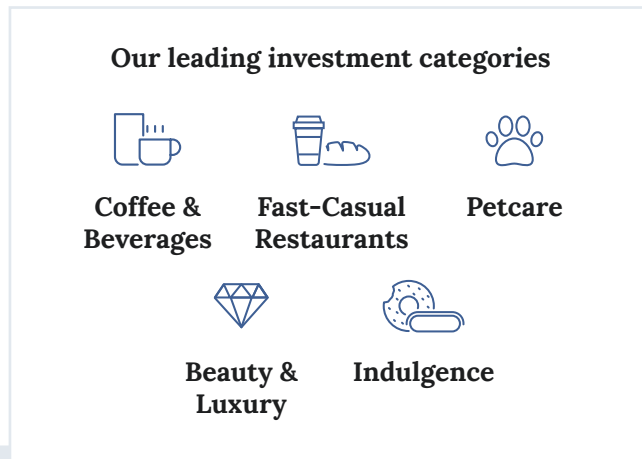 Our leading investment categories
Coffee &
Beverages
Fast-Casual
Restaurants
Petcare
Beauty &
Luxury
Indulgence